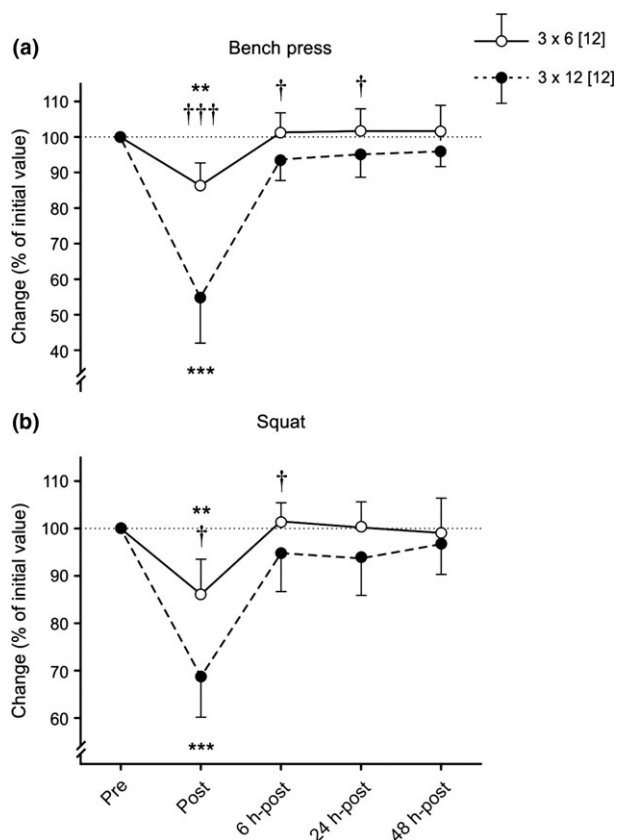 3 x 6 [12]
3 x 12 [12]
(a)
Bench press
Change (% of initial value)
110
100
90
80
70
60
50
40
**
†††
†
†
***
(b)
Squat
Change (% of initial value)
110
100
90
80
70
60
**
†
†
***
Pre
Post
6 h-post
24 h-post
48 h-post